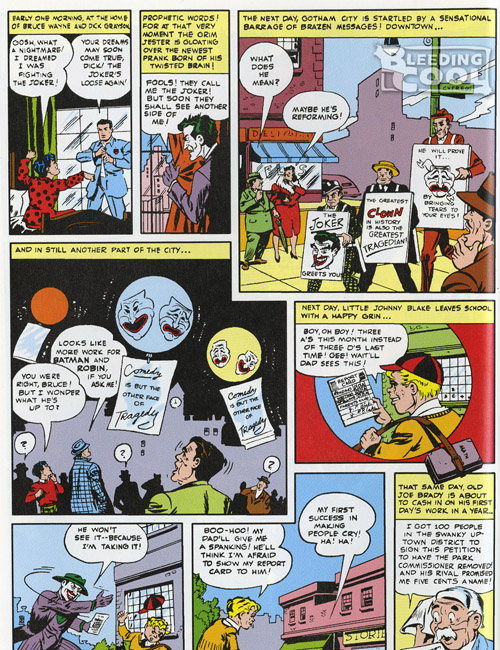 EARLY ONE MORNING, AT THE HOME
OF BRUCE WAYNE AND DICK GRAYSON.
GOSH, WHAT
A NIGHTMARE!
I DREAMED
I WAS
FIGHTING
THE JOKER!
YOUR DREAMS
MAY SOON
COME TRUE,
DICK! THE
JOKER'S
LOOSE AGAIN!
PROPHETIC WORDS!
FOR AT THAT VERY
MOMENT THE GRIM
JESTER IS GLOATING
OVER THE NEWEST
PRANK BORN OF HIS
TWISTED BRAIN!
FOOLS! THEY CALL
ME THE JOKER!
BUT SOON THEY
SHALL SEE ANOTHER
SIDE OF
ME!
THE NEXT DAY, GOTHAM CITY IS STARTLED BY A SENSATIONAL
BARRAGE OF BRAZEN MESSAGES! DOWNTOWN,...
BLEEDING
COOL
WHAT
DOES
HE
MEAN?
MAYBE HE'S
REFORMING!
THE
JOKER
GREETS YOU!
THE GREATEST
CLOWN
IN HISTORY
IS ALSO THE
GREATEST
TRAGEDIAN!
HE WILL PROVE
IT...
BY
BRINGING
TEARS TO
YOUR EYES!
AND IN STILL ANOTHER PART OF THE CITY...
LOOKS LIKE
MORE WORK FOR
BATMAN AND
ROBIN,
IF YOU
ASK ME!
YOU WERE
RIGHT, BRUCE!
BUT I WONDER
WHAT HE'S
UP TO?
Comedy
IS BUT THE
OTHER FACE
OF
Tragedy
Comedy
IS BUT THE
OTHER FACE
OF
Tragedy
?
?
?
NEXT DAY, LITTLE JOHNNY BLAKE LEAVES SCHOOL
WITH A HAPPY GRIN...
BOY, OH BOY! THREE
A'S THIS MONTH INSTEAD
OF THREE D'S LAST
TIME! GEE! WAIT'LL
DAD SEES THIS!
HE WON'T
SEE IT--BECAUSE
I'M TAKING IT!
BOO-HOO! MY
DAD'LL GIVE ME
A SPANKING! HE'LL
THINK I'M AFRAID
TO SHOW MY REPORT
CARD TO HIM!
MY FIRST
SUCCESS IN
MAKING
PEOPLE CRY!
HA! HA!
THAT SAME DAY, OLD
JOE BRADY IS ABOUT
TO CASH IN ON HIS FIRST
DAY'S WORK IN A YEAR...
I GOT 100 PEOPLE
IN THE SWANKY UP-
TOWN DISTRICT TO
SIGN THIS PETITION
TO HAVE THE PARK
COMMISSIONER REMOVED!
AND HIS RIVAL PROMISED
ME FIVE CENTS A NAME!